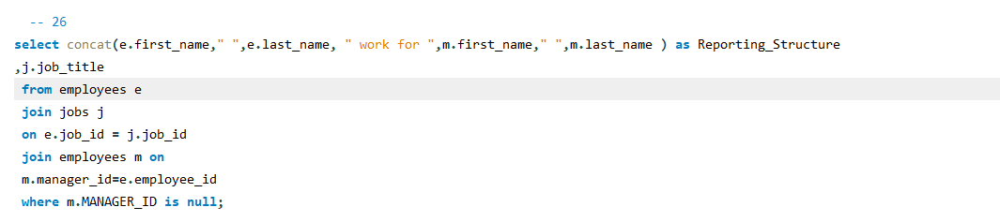 -- 26
select concat(e.first_name," ",e.last_name, " work for ",m.first_name," ",m.last_name ) as Reporting_Structure
,j.job_title
from employees e
join jobs j
on e.job_id = j.job_id
join employees m on
m.manager_id=e.employee_id
where m.MANAGER_ID is null;